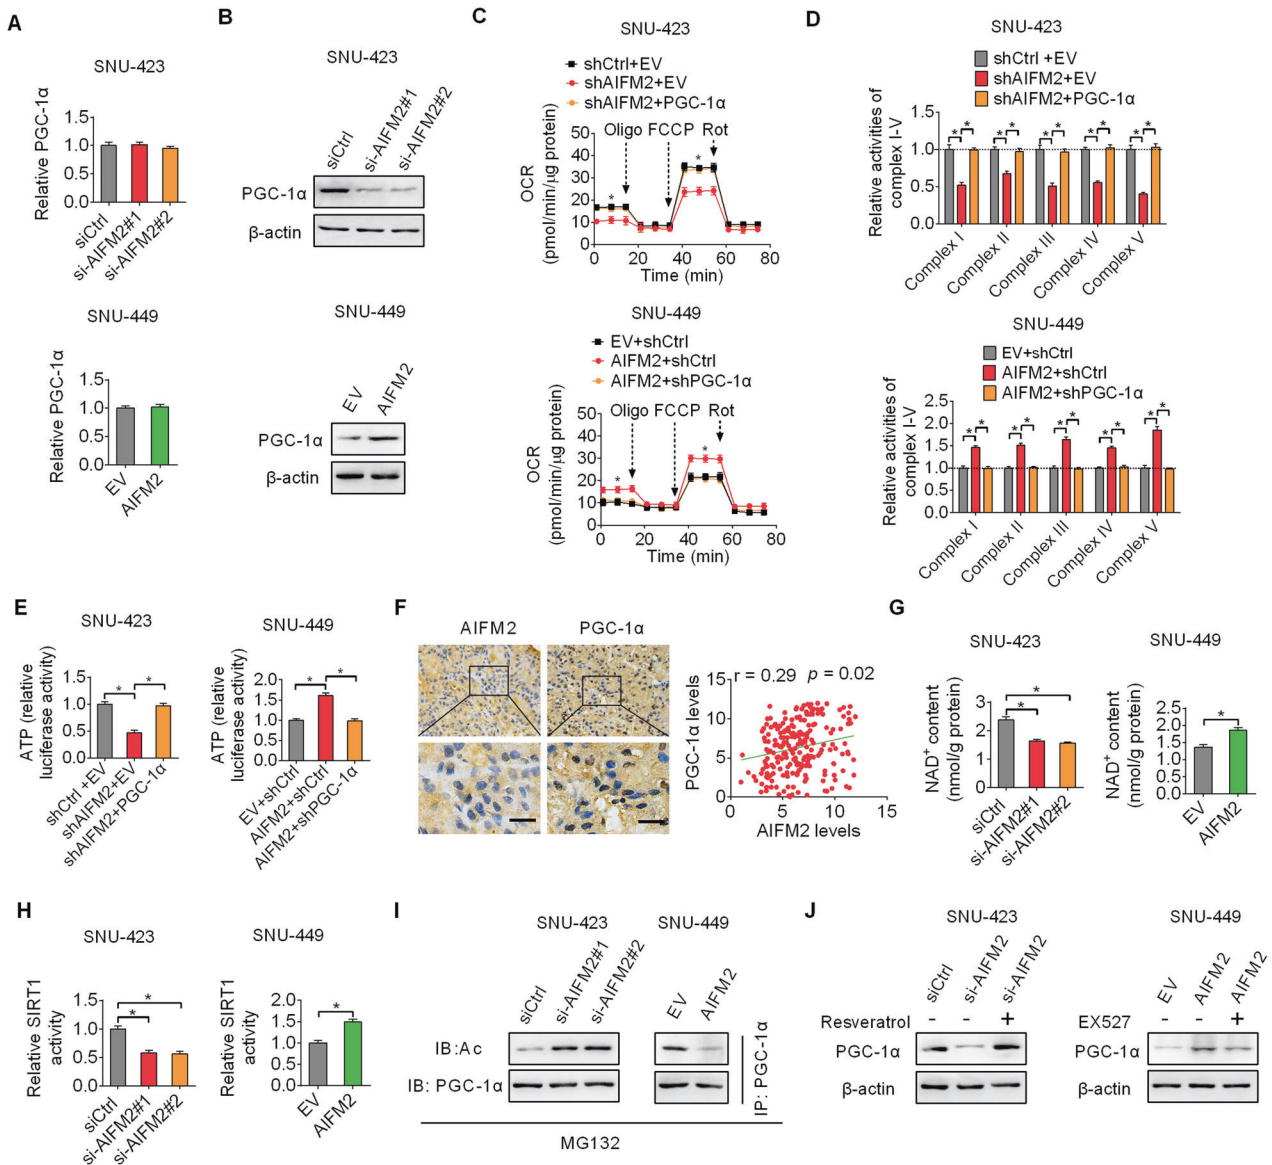 A
SNU-423
Relative PGC-1α
1.5
1.0
0.5
0.0
siCtrl
si-AIFM2#1
si-AIFM2#2
SNU-449
Relative PGC-1α
1.5
1.0
0.5
0.0
EV
AIFM2
B
SNU-423
siCtrl
si-AIFM2#1
si-AIFM2#2
PGC-1α
β-actin
SNU-449
EV
AIFM2
PGC-1α
β-actin
C
SNU-423
shCtrl+EV
shAIFM2+EV
shAIFM2+PGC-1α
Oligo FCCP Rot
OCR
(pmol/min/μg protein)
50
40
30
20
10
0
*
*
0 20 40 60 80
Time (min)
SNU-449
EV+shCtrl
AIFM2+shCtrl
AIFM2+shPGC-1α
Oligo FCCP Rot
OCR
(pmol/min/μg protein)
50
40
30
20
10
0
*
*
0 20 40 60 80
Time (min)
D
SNU-423
shCtrl +EV
shAIFM2+EV
shAIFM2+PGC-1α
Relative activities of
complex I-V
1.5
1.0
0.5
0.0
* * * * * * * * * *
Complex I
Complex II
Complex III
Complex IV
Complex V
SNU-449
EV+shCtrl
AIFM2+shCtrl
AIFM2+shPGC-1α
Relative activities of
complex I-V
2.5
2.0
1.5
1.0
0.5
0.0
* * * * * * * * * *
Complex I
Complex II
Complex III
Complex IV
Complex V
E
SNU-423
ATP (relative
luciferase activity)
1.5
1.0
0.5
0.0
* *
shCtrl +EV
shAIFM2+EV
shAIFM2+PGC-1α
SNU-449
ATP (relative
luciferase activity)
2.0
1.5
1.0
0.5
0.0
* *
EV+shCtrl
AIFM2+shCtrl
AIFM2+shPGC-1α
F
AIFM2 PGC-1α
r = 0.29 p = 0.02
PGC-1α levels
15
10
5
0
0 5 10 15
AIFM2 levels
G
SNU-423
NAD+ content
(nmol/g protein)
3
2
1
0
*
*
siCtrl
si-AIFM2#1
si-AIFM2#2
SNU-449
NAD+ content
(nmol/g protein)
2.5
2.0
1.5
1.0
0.5
0.0
*
EV
AIFM2
H
SNU-423
Relative SIRT1
activity
1.5
1.0
0.5
0.0
*
*
siCtrl
si-AIFM2#1
si-AIFM2#2
SNU-449
Relative SIRT1
activity
2.0
1.5
1.0
0.5
0.0
*
EV
AIFM2
I
SNU-423
siCtrl
si-AIFM2#1
si-AIFM2#2
SNU-449
EV
AIFM2
IB:Ac
IB: PGC-1α
IP: PGC-1α
MG132
J
SNU-423
siCtrl
si-AIFM2
si-AIFM2
Resveratrol - - +
PGC-1α
β-actin
SNU-449
EV
AIFM2
AIFM2
EX527 - - +
PGC-1α
β-actin